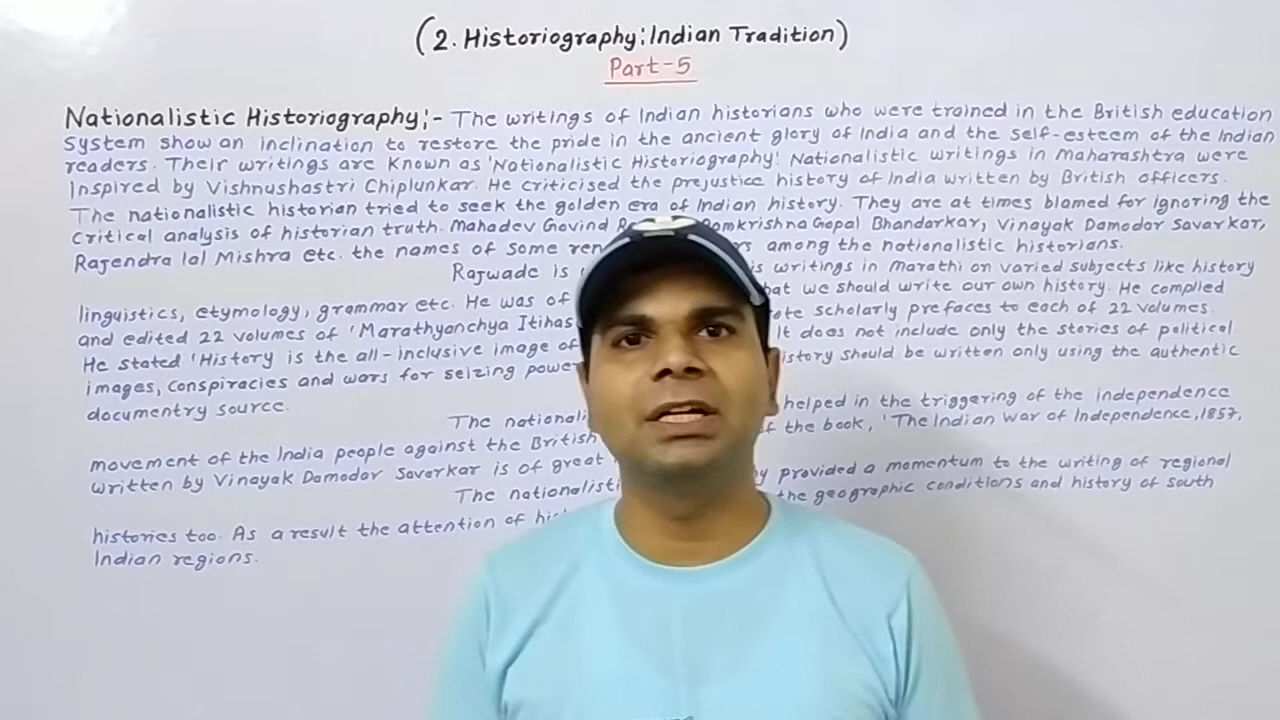 (2. Historiography: Indian Tradition)
Part-5
Nationalistic Historiography:- The writings of Indian historians who were trained in the British education
System show an inclination to restore the pride in the ancient glory of India and the self-esteem of the Indian
readers. Their writings are known as 'Nationalistic Historiography'. Nationalistic writings in maharashtra were
Inspired by Vishnushastri Chiplunkar. He criticised the prejustice history of India written by British officers.
The nationalistic historian tried to seek the golden era of Indian history. They are at times blamed for ignoring the
critical analysis of historian truth. Mahadev Govind Ramkrishna Gopal Bhandarkar, Vinayak Damodar Savarkar,
Rajendra lal Mishra etc. the names of some among the nationalistic historians.
Rajwade is writings in marathi on varied subjects like history
linguistics, etymology, grammar etc. He was of that we should write our own history. He complied
and edited 22 volumes of 'Marathyanchya Itihas scholarly prefaces to each of 22 volumes.
He stated 'History is the all-inclusive image of It does not include only the stories of political
images, conspiracies and wars for seizing power history should be written only using the authentic
documentry source.
The helped in the triggering of the independence
movement of the India people against the British the book, 'The Indian War of Independence, 1857,
written by Vinayak Damodar Savarkar is of great provided a momentum to the writing of regional
The the geographic conditions and history of south
histories too. As a result the attention of
Indian regions.